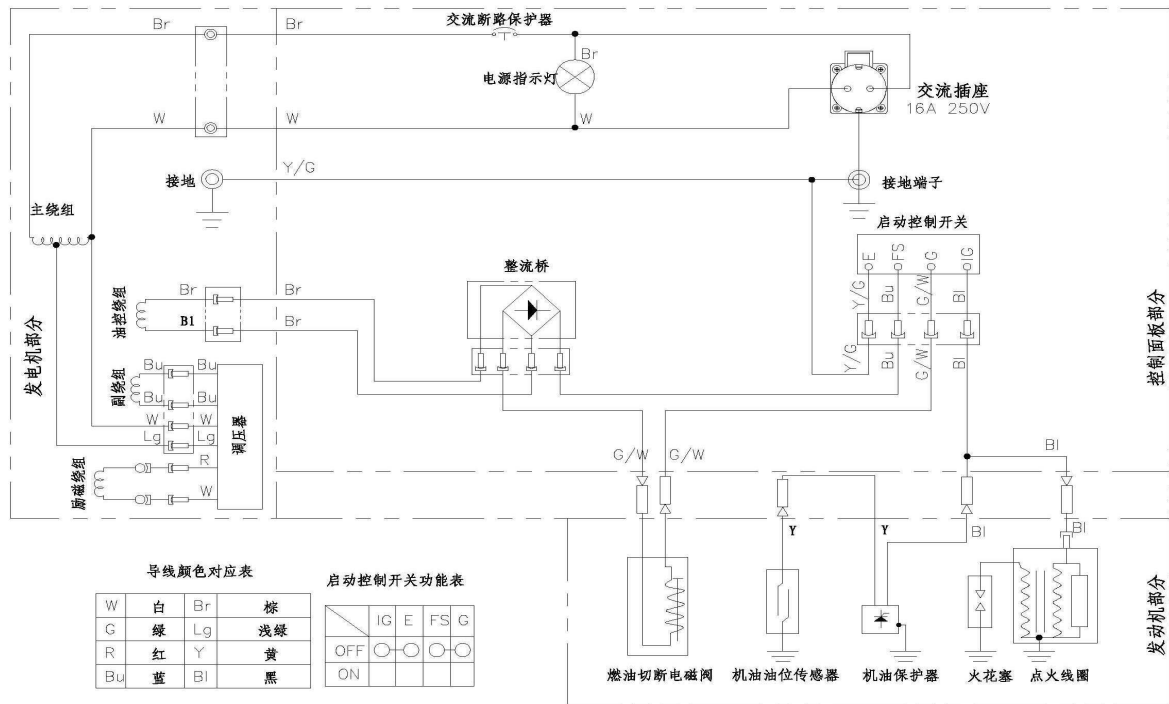 Br
Br
交流断路保护器
Br
电源指示灯
交流插座
16A 250V
W
W
W
Y/G
接地
接地端子
主绕组
启动控制开关
E
FS
G
IG
整流桥
Br
Br
Y/G
Bu
G/W
Bl
油控绕组
B1
Br
Y/G
Bu
G/W
Bl
发电机部分
控制面板部分
副绕组
Bu
Bu
Bu
Bu
W
W
Lg
Lg
调压器
R
励磁绕组
W
G/W
G/W
Bl
Y
Y
Bl
Bl
发动机部分
燃油切断电磁阀
机油油位传感器
机油保护器
火花塞
点火线圈
导线颜色对应表
W 白 Br 棕
G 绿 Lg 浅绿
R 红 Y 黄
Bu 蓝 Bl 黑
启动控制开关功能表
IG E FS G
OFF
ON